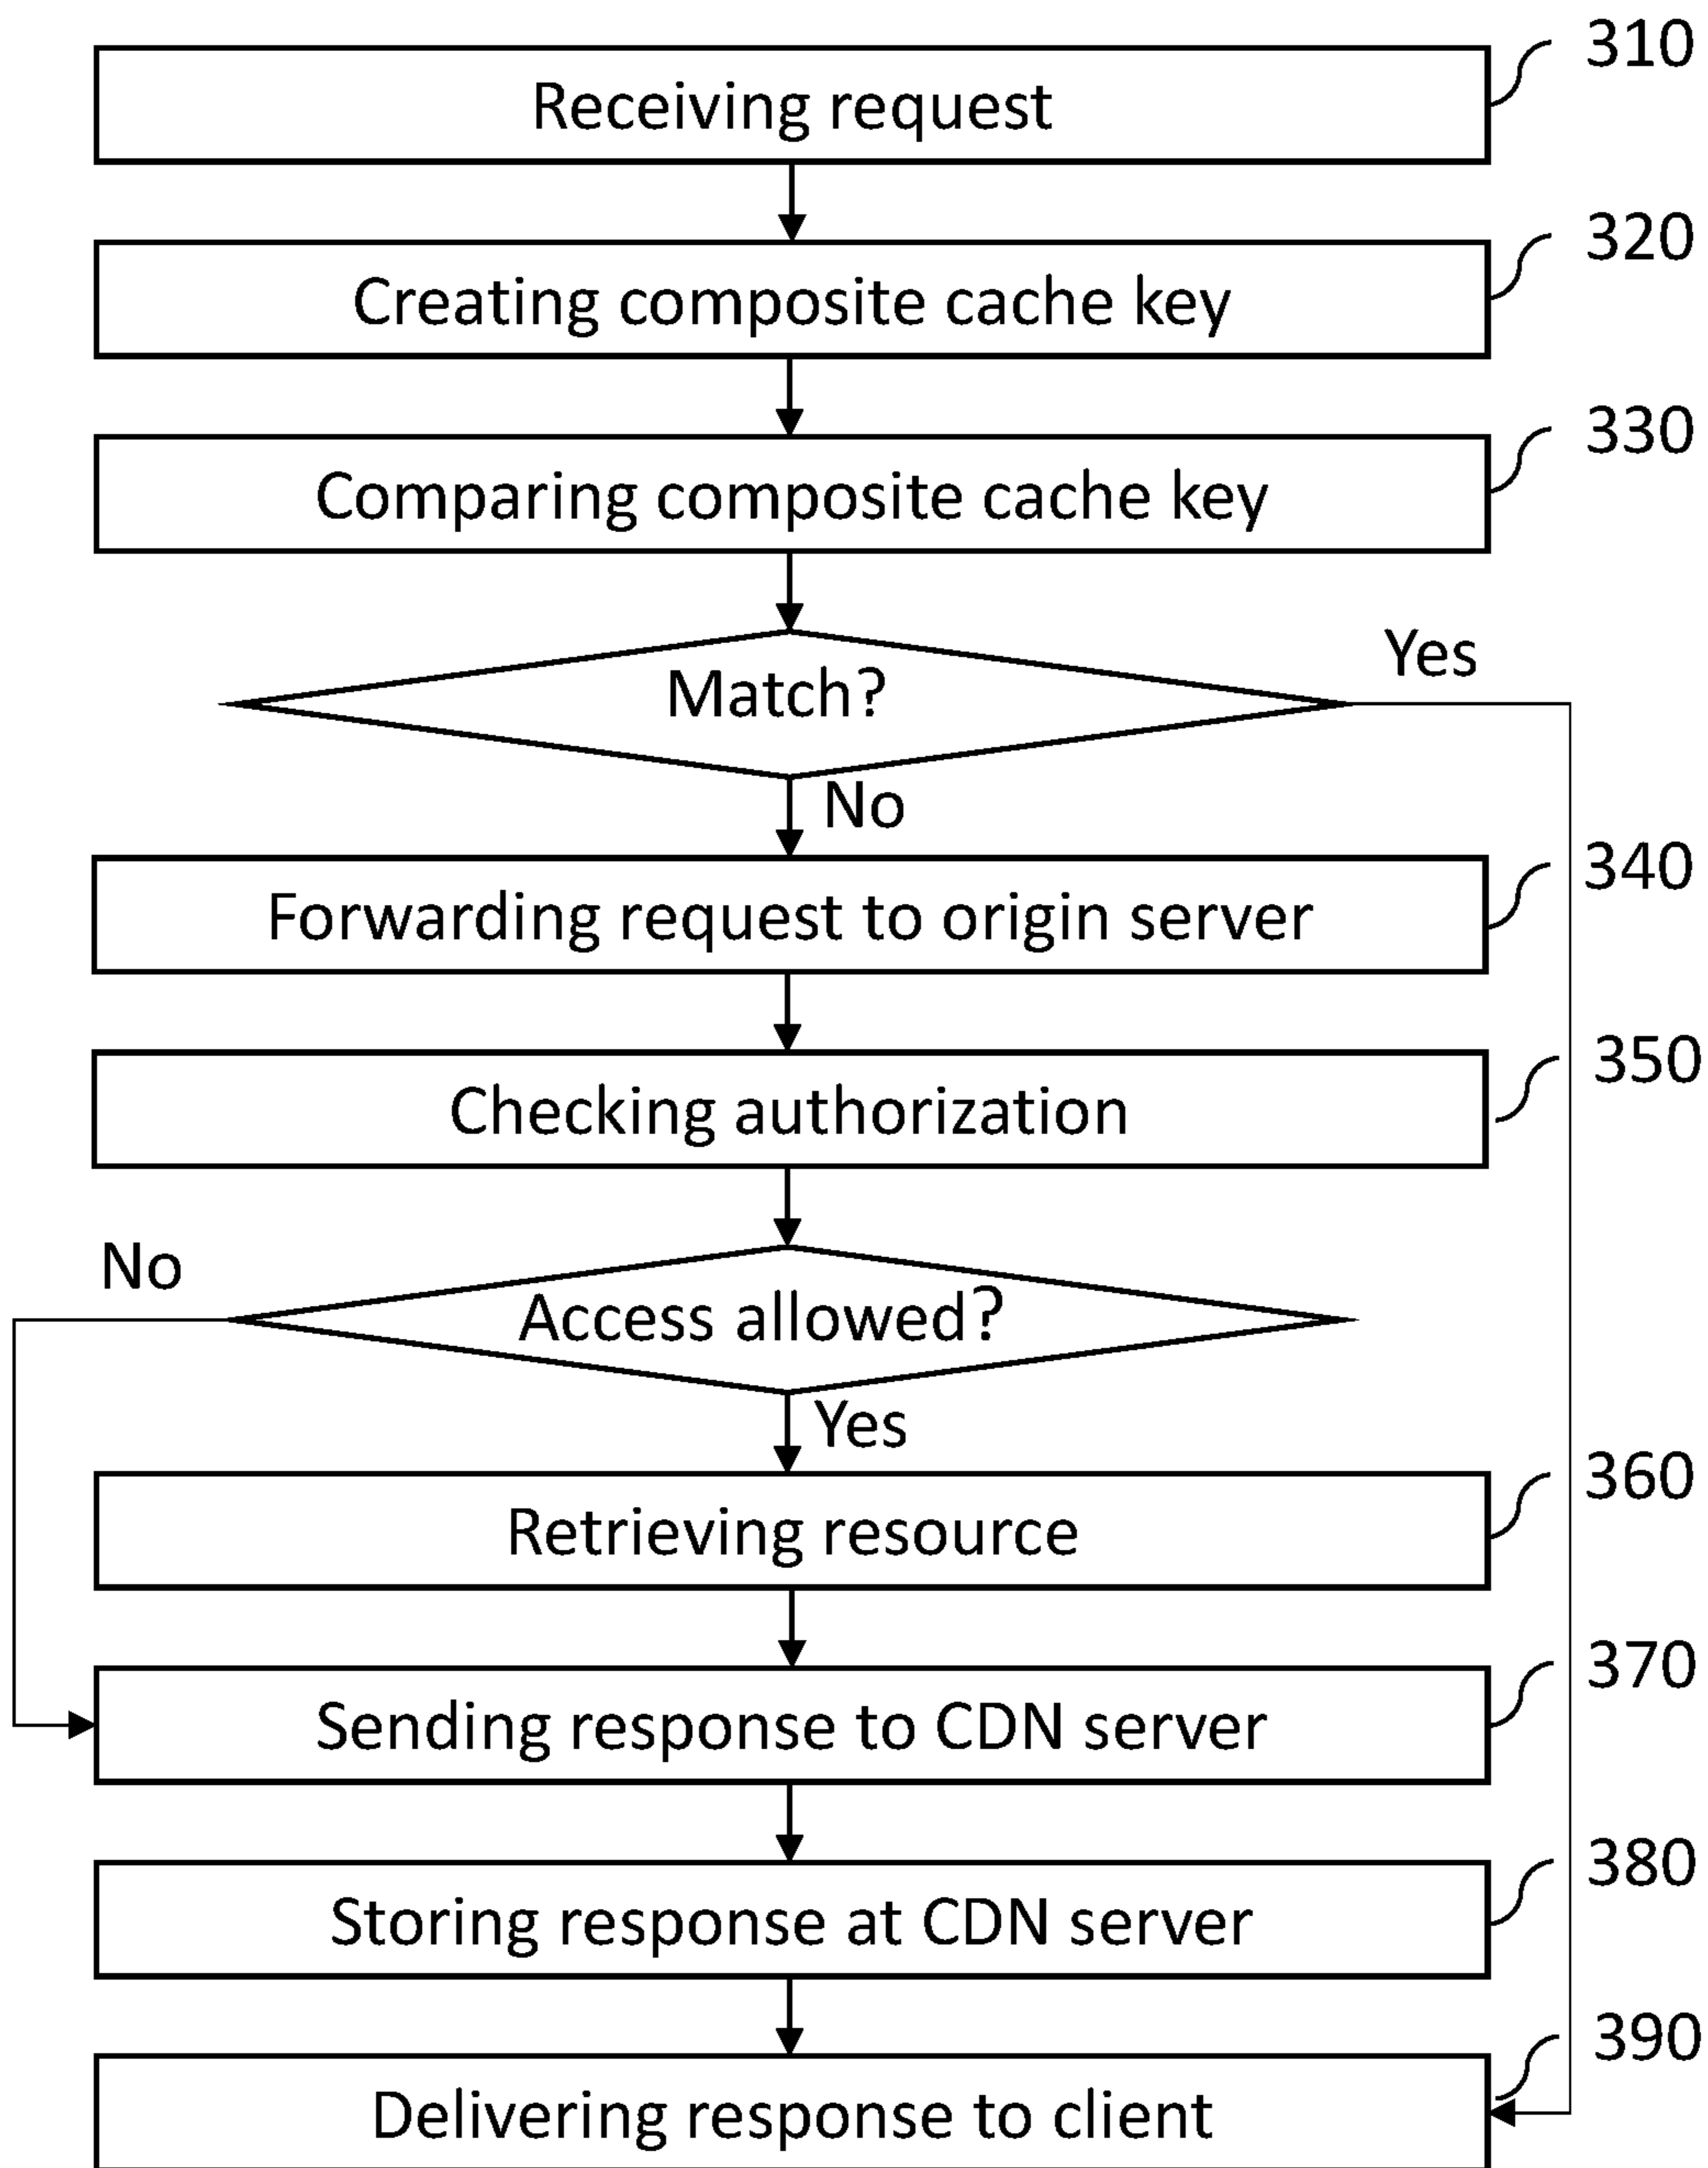 310
Receiving request
320
Creating composite cache key
330
Comparing composite cache key
Yes
Match?
No
340
Forwarding request to origin server
350
Checking authorization
No
Access allowed?
Yes
360
Retrieving resource
370
Sending response to CDN server
380
Storing response at CDN server
390
Delivering response to client